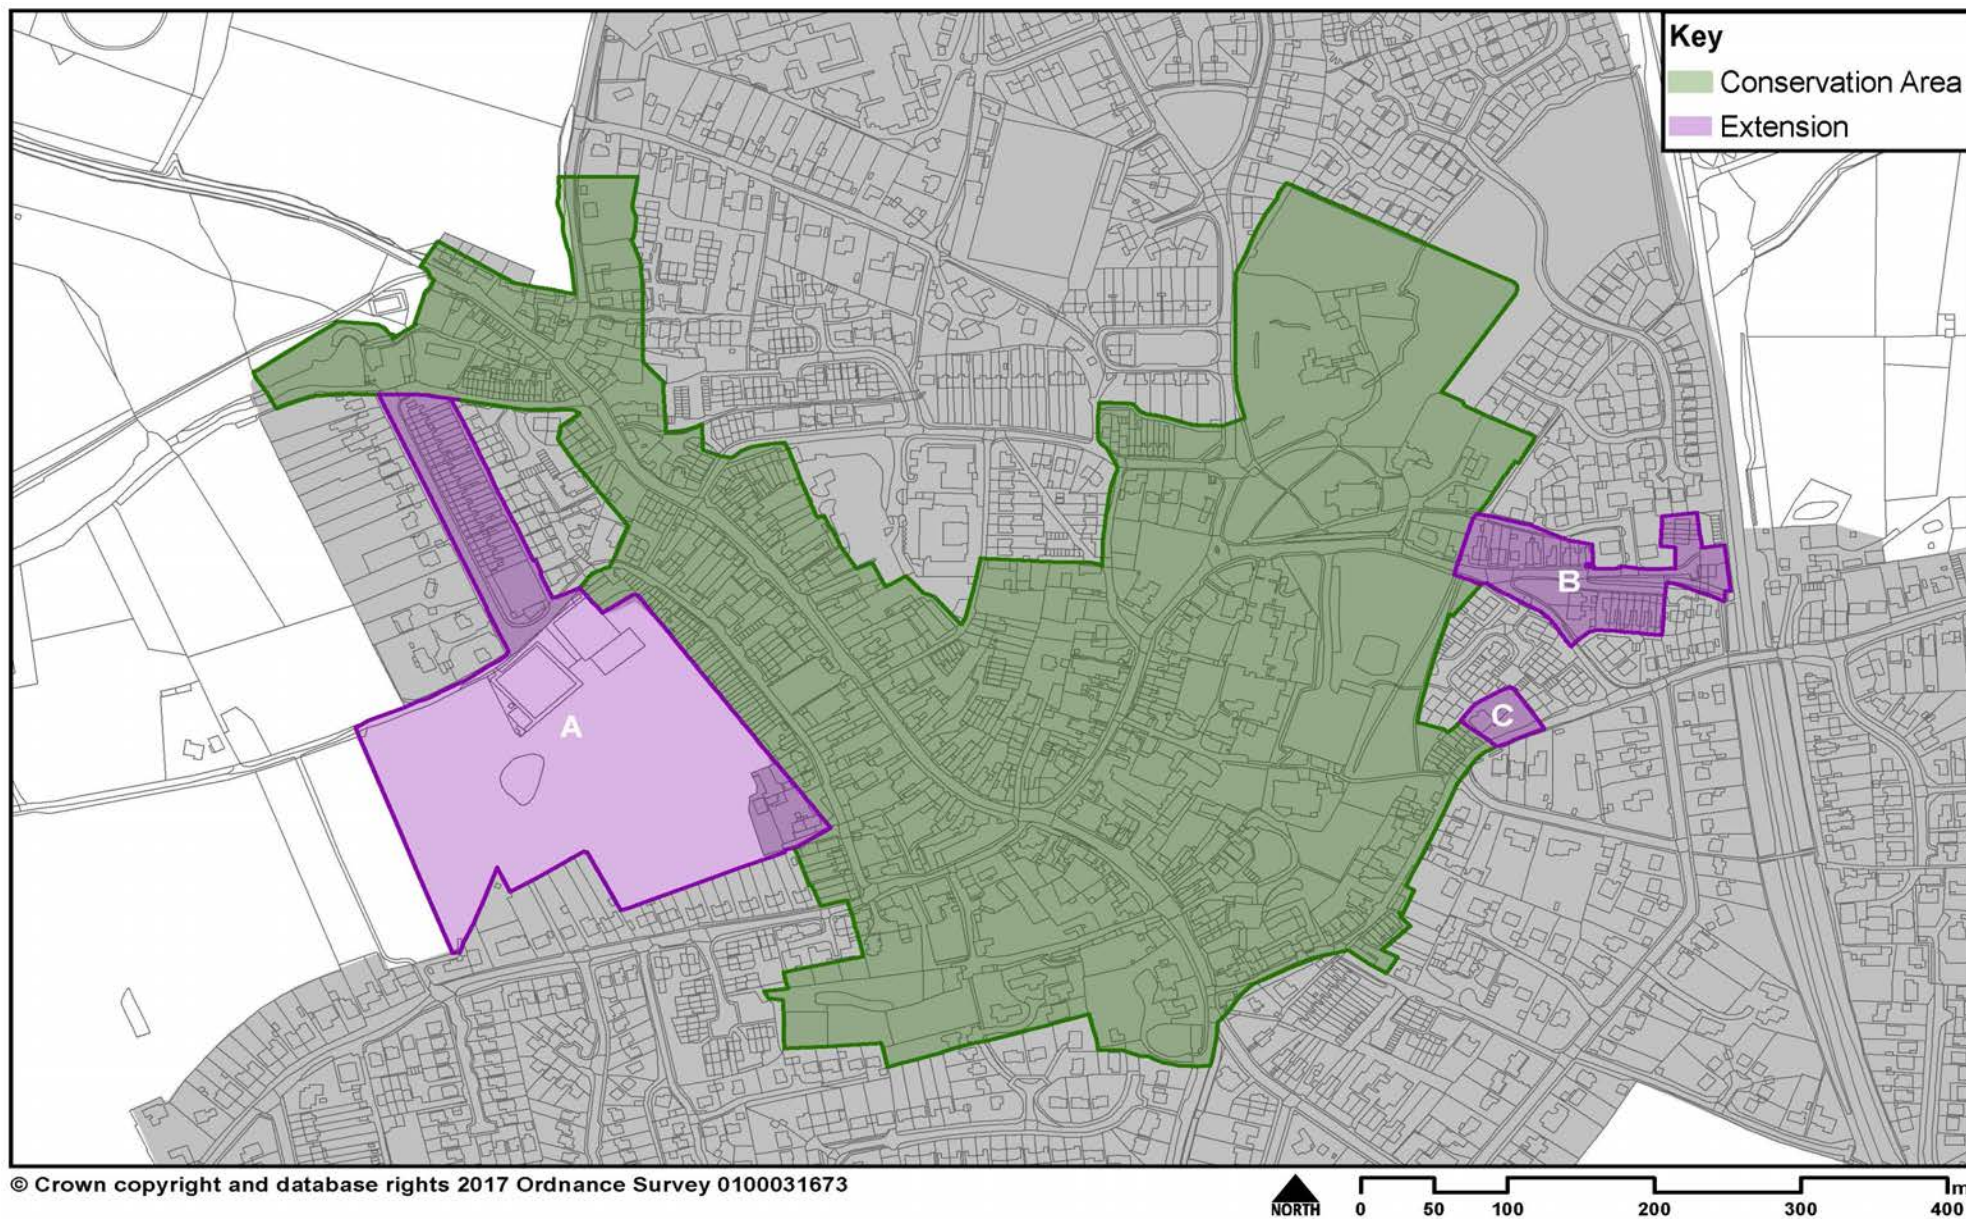 Key
Conservation Area
Extension
A
B
C
© Crown copyright and database rights 2017 Ordnance Survey 0100031673
NORTH
0 50 100 200 300 400
m